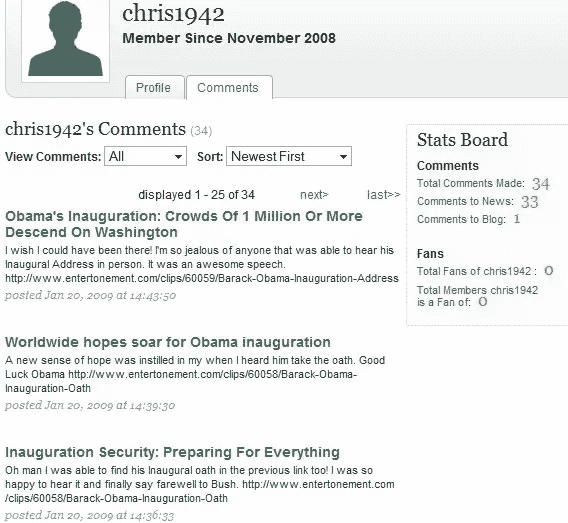 chris1942
Member Since November 2008
Profile
Comments
chris1942's Comments (34)
View Comments: All Sort: Newest First
displayed 1 - 25 of 34 next> last>>
Obama's Inauguration: Crowds Of 1 Million Or More
Descend On Washington
I wish I could have been there! I'm so jealous of anyone that was able to hear his
Inaugural Address in person. It was an awesome speech.
http://www.entertonement.com/clips/60059/Barack-Obama-Inauguration-Address
posted Jan 20, 2009 at 14:43:50
Worldwide hopes soar for Obama inauguration
A new sense of hope was instilled in my when I heard him take the oath. Good
Luck Obama http://www.entertonement.com/clips/60058/Barack-Obama-
Inauguration-Oath
posted Jan 20, 2009 at 14:39:30
Inauguration Security: Preparing For Everything
Oh man I was able to find his Inaugural oath in the previous link too! I was so
happy to hear it and finally say farewell to Bush. http://www.entertonement.com
/clips/60058/Barack-Obama-Inauguration-Oath
posted Jan 20, 2009 at 14:36:33
Stats Board
Comments
Total Comments Made: 34
Comments to News: 33
Comments to Blog: 1
Fans
Total Fans of chris1942 : 0
Total Members chris1942
is a Fan of: 0